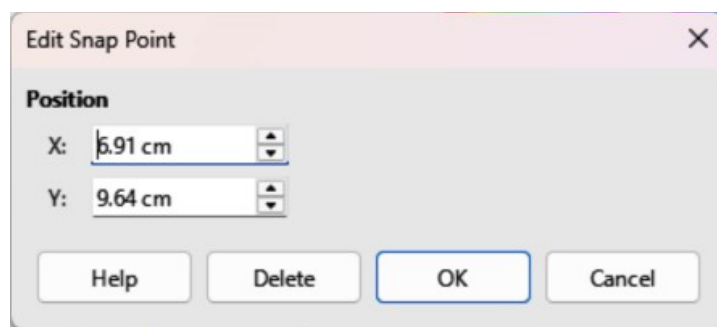 Edit Snap Point
Position
X: 6.91 cm
Y: 9.64 cm
Help Delete OK Cancel